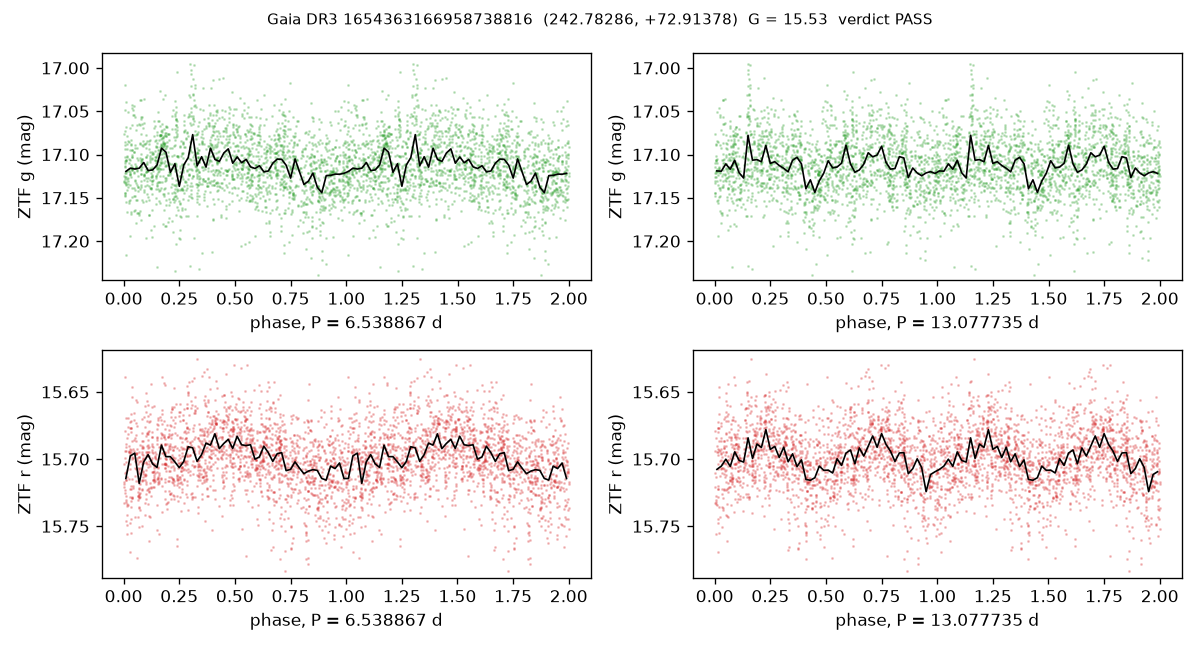 Gaia DR3 1654363166958738816 (242.78286, +72.91378) G = 15.53 verdict PASS
ZTF g (mag)
17.00
17.05
17.10
17.15
17.20
0.00 0.25 0.50 0.75 1.00 1.25 1.50 1.75 2.00
phase, P = 6.538867 d
ZTF g (mag)
17.00
17.05
17.10
17.15
17.20
0.00 0.25 0.50 0.75 1.00 1.25 1.50 1.75 2.00
phase, P = 13.077735 d
ZTF r (mag)
15.65
15.70
15.75
0.00 0.25 0.50 0.75 1.00 1.25 1.50 1.75 2.00
phase, P = 6.538867 d
ZTF r (mag)
15.65
15.70
15.75
0.00 0.25 0.50 0.75 1.00 1.25 1.50 1.75 2.00
phase, P = 13.077735 d